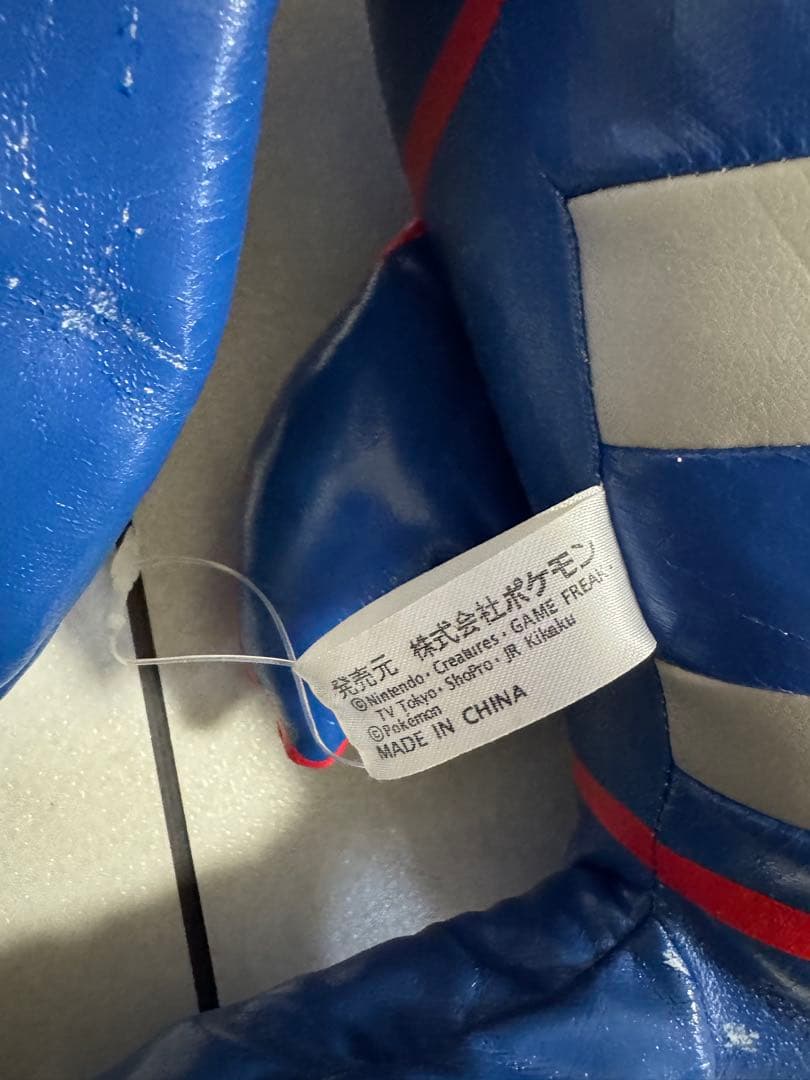 発売元 株式会社ポケモン
©Nintendo・Creatures・GAME FREAK・
TV Tokyo・ShoPro・JR Kikaku
©Pokémon
MADE IN CHINA